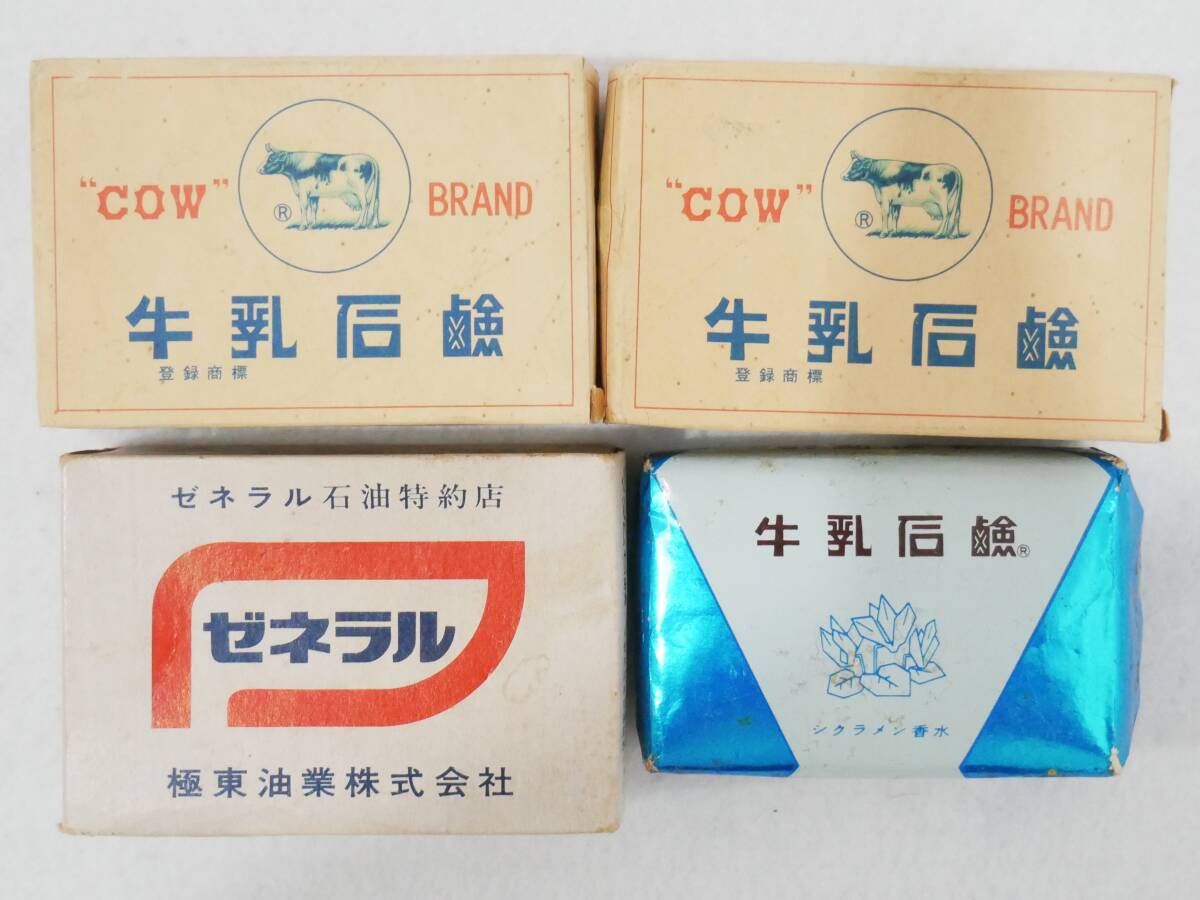 “COW” ® BRAND
牛乳石鹼
登録商標
“COW” ® BRAND
牛乳石鹼
登録商標
ゼネラル石油特約店
ゼネラル
極東油業株式会社
牛乳石鹼®
シクラメン香水